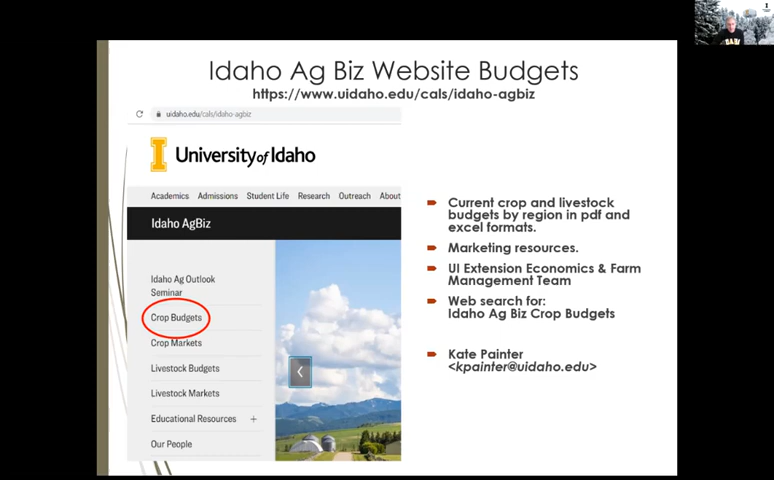 Idaho Ag Biz Website Budgets
https://www.uidaho.edu/cals/idaho-agbiz
uidaho.edu/cals/idaho-agbiz
I University of Idaho
Academics Admissions Student Life Research Outreach About
Idaho AgBiz
Idaho Ag Outlook
Seminar
Crop Budgets
Crop Markets
Livestock Budgets
Livestock Markets
Educational Resources +
Our People
Current crop and livestock
budgets by region in pdf and
excel formats.
Marketing resources.
UI Extension Economics & Farm
Management Team
Web search for:
Idaho Ag Biz Crop Budgets
Kate Painter
<kpainter@uidaho.edu>